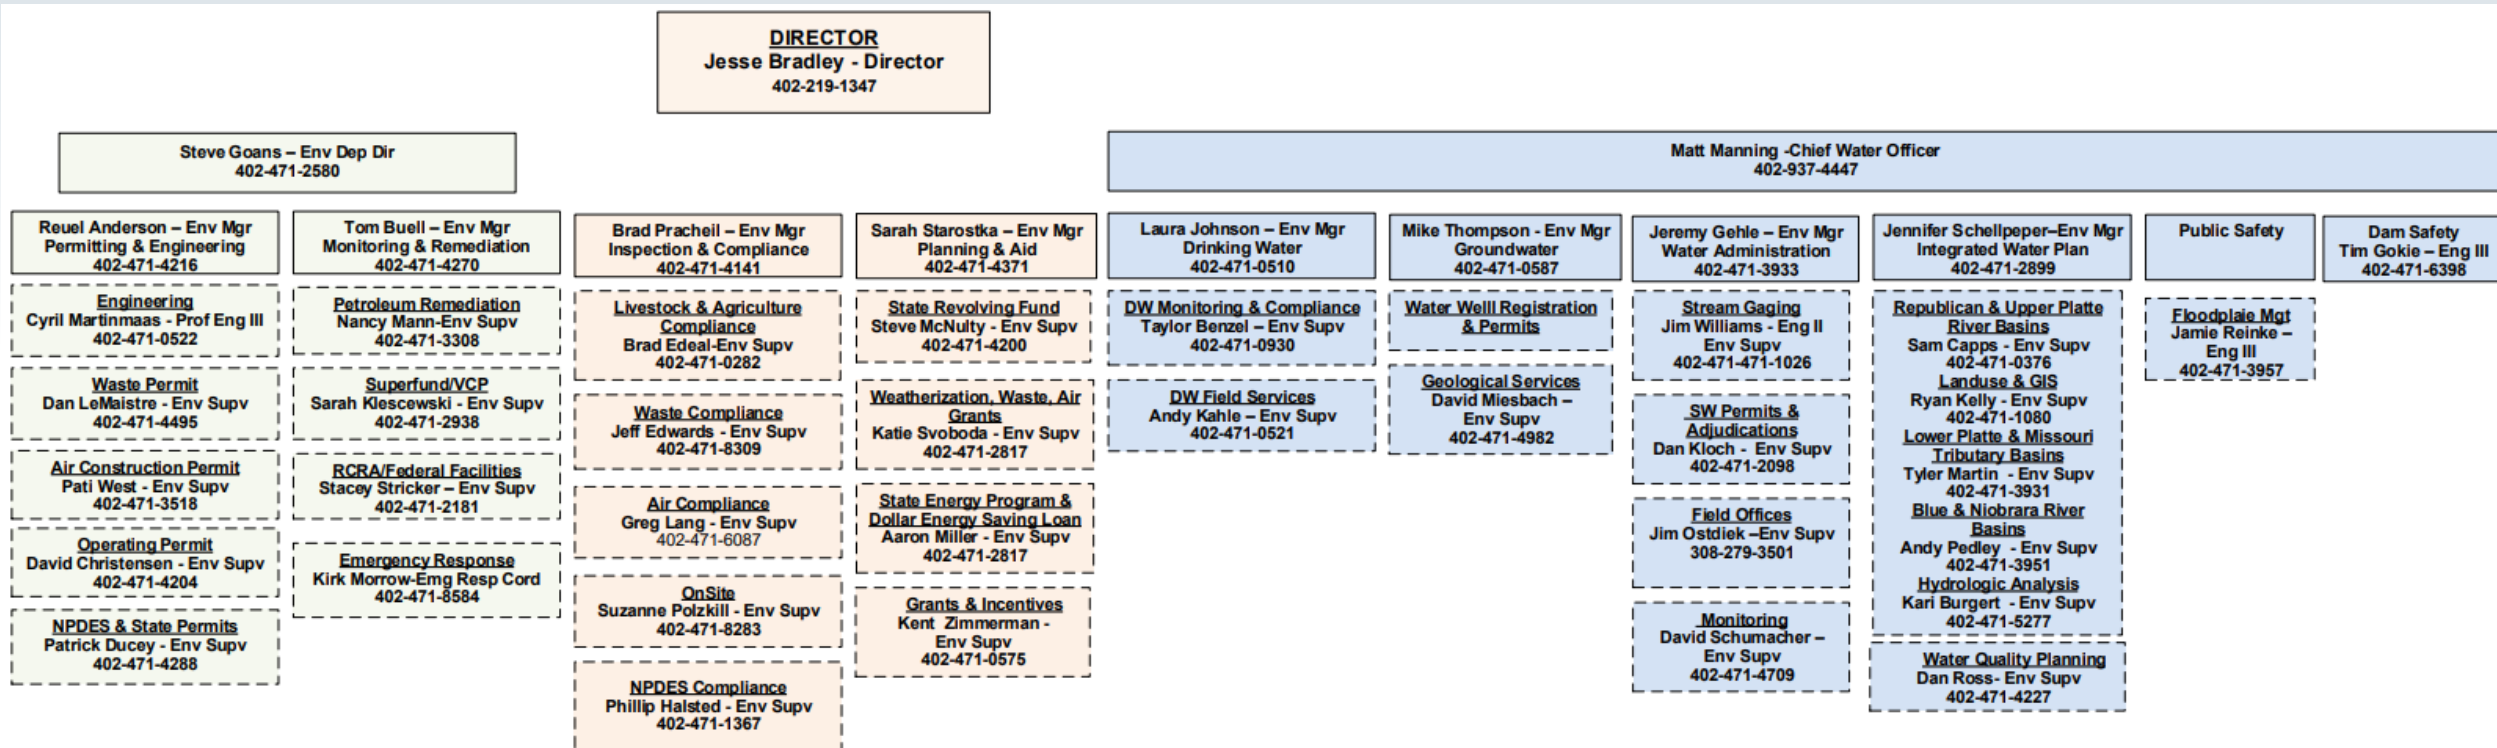 DIRECTOR
Jesse Bradley - Director
402-219-1347
Steve Goans – Env Dep Dir
402-471-2580
Matt Manning -Chief Water Officer
402-937-4447
Reuel Anderson – Env Mgr
Permitting & Engineering
402-471-4216
Engineering
Cyril Martinmaas - Prof Eng III
402-471-0522
Waste Permit
Dan LeMaistre - Env Supv
402-471-4495
Air Construction Permit
Pati West - Env Supv
402-471-3518
Operating Permit
David Christensen - Env Supv
402-471-4204
NPDES & State Permits
Patrick Ducey - Env Supv
402-471-4288
Tom Buell – Env Mgr
Monitoring & Remediation
402-471-4270
Petroleum Remediation
Nancy Mann-Env Supv
402-471-3308
Superfund/VCP
Sarah Klescewski - Env Supv
402-471-2938
RCRA/Federal Facilities
Stacey Stricker – Env Supv
402-471-2181
Emergency Response
Kirk Morrow-Emg Resp Cord
402-471-8584
Brad Pracheil – Env Mgr
Inspection & Compliance
402-471-4141
Livestock & Agriculture
Compliance
Brad Edeal-Env Supv
402-471-0282
Waste Compliance
Jeff Edwards - Env Supv
402-471-8309
Air Compliance
Greg Lang - Env Supv
402-471-6087
OnSite
Suzanne Polzkill - Env Supv
402-471-8283
NPDES Compliance
Phillip Halsted - Env Supv
402-471-1367
Sarah Starostka – Env Mgr
Planning & Aid
402-471-4371
State Revolving Fund
Steve McNulty - Env Supv
402-471-4200
Weatherization, Waste, Air
Grants
Katie Svoboda - Env Supv
402-471-2817
State Energy Program &
Dollar Energy Saving Loan
Aaron Miller - Env Supv
402-471-2817
Grants & Incentives
Kent Zimmerman -
Env Supv
402-471-0575
Laura Johnson – Env Mgr
Drinking Water
402-471-0510
DW Monitoring & Compliance
Taylor Benzel – Env Supv
402-471-0930
DW Field Services
Andy Kahle – Env Supv
402-471-0521
Mike Thompson - Env Mgr
Groundwater
402-471-0587
Water Welll Registration
& Permits
Geological Services
David Miesbach –
Env Supv
402-471-4982
Jeremy Gehle – Env Mgr
Water Administration
402-471-3933
Stream Gaging
Jim Williams - Eng II
Env Supv
402-471-471-1026
SW Permits &
Adjudications
Dan Kloch - Env Supv
402-471-2098
Field Offices
Jim Ostdiek –Env Supv
308-279-3501
Monitoring
David Schumacher –
Env Supv
402-471-4709
Jennifer Schellpeper–Env Mgr
Integrated Water Plan
402-471-2899
Republican & Upper Platte
River Basins
Sam Capps - Env Supv
402-471-0376
Landuse & GIS
Ryan Kelly - Env Supv
402-471-1080
Lower Platte & Missouri
Tributary Basins
Tyler Martin - Env Supv
402-471-3931
Blue & Niobrara River
Basins
Andy Pedley - Env Supv
402-471-3951
Hydrologic Analysis
Kari Burgert - Env Supv
402-471-5277
Water Quality Planning
Dan Ross- Env Supv
402-471-4227
Public Safety
Floodplaie Mgt
Jamie Reinke –
Eng III
402-471-3957
Dam Safety
Tim Gokie – Eng III
402-471-6398